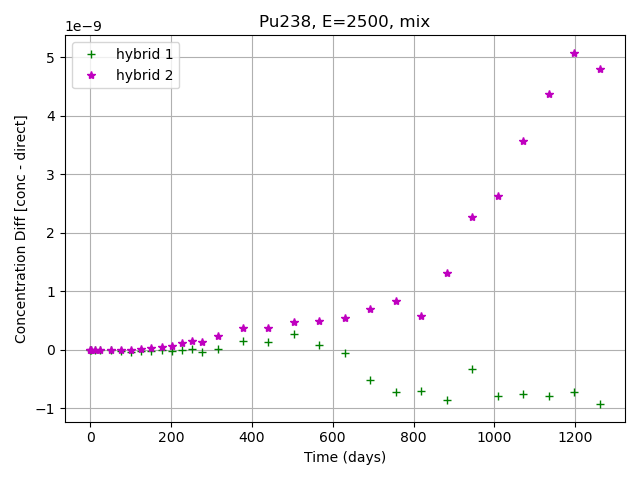 Pu238, E=2500, mix
1e−9
hybrid 1
hybrid 2
5
4
3
2
1
0
−1
Concentration Diff [conc - direct]
0
200
400
600
800
1000
1200
Time (days)